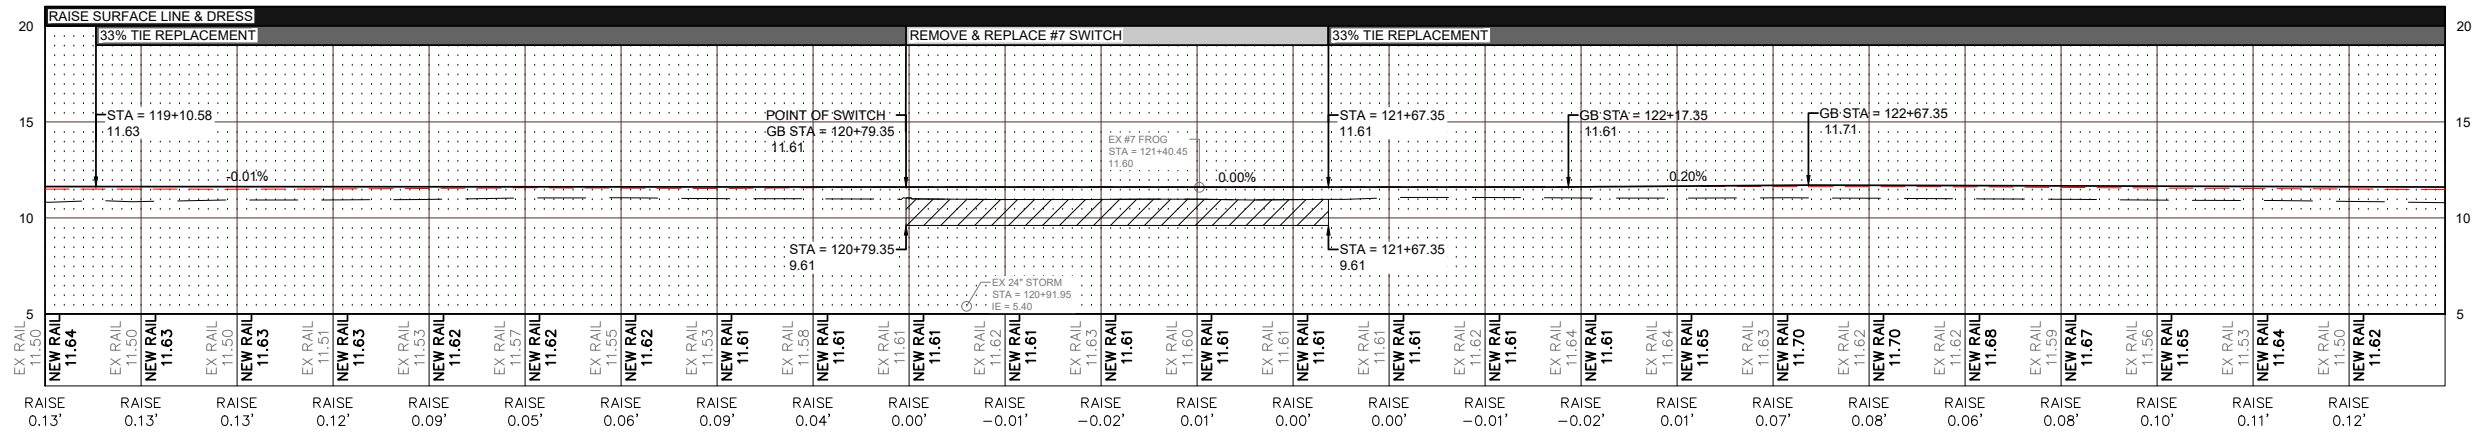 RAISE SURFACE LINE & DRESS
20
20
33% TIE REPLACEMENT
REMOVE & REPLACE #7 SWITCH
33% TIE REPLACEMENT
STA = 119+10.58
11.63
POINT OF SWITCH
GB STA = 120+79.35
11.61
EX #7 FROG
STA = 121+40.45
11.60
STA = 121+67.35
11.61
GB STA = 122+17.35
11.61
GB STA = 122+67.35
11.71
15
15
-0.01%
0.00%
0.20%
10
10
STA = 120+79.35
9.61
STA = 121+67.35
9.61
EX 24" STORM
STA = 120+91.95
IE = 5.40
5
5
EX RAIL
11.50
NEW RAIL
11.64
EX RAIL
11.50
NEW RAIL
11.63
EX RAIL
11.50
NEW RAIL
11.63
EX RAIL
11.51
NEW RAIL
11.63
EX RAIL
11.53
NEW RAIL
11.62
EX RAIL
11.57
NEW RAIL
11.62
EX RAIL
11.55
NEW RAIL
11.62
EX RAIL
11.53
NEW RAIL
11.61
EX RAIL
11.58
NEW RAIL
11.61
EX RAIL
11.61
NEW RAIL
11.61
EX RAIL
11.62
NEW RAIL
11.61
EX RAIL
11.63
NEW RAIL
11.61
EX RAIL
11.60
NEW RAIL
11.61
EX RAIL
11.61
NEW RAIL
11.61
EX RAIL
11.61
NEW RAIL
11.61
EX RAIL
11.62
NEW RAIL
11.61
EX RAIL
11.64
NEW RAIL
11.61
EX RAIL
11.64
NEW RAIL
11.65
EX RAIL
11.63
NEW RAIL
11.70
EX RAIL
11.62
NEW RAIL
11.70
EX RAIL
11.62
NEW RAIL
11.68
EX RAIL
11.59
NEW RAIL
11.67
EX RAIL
11.56
NEW RAIL
11.65
EX RAIL
11.53
NEW RAIL
11.64
EX RAIL
11.50
NEW RAIL
11.62
RAISE
0.13'
RAISE
0.13'
RAISE
0.13'
RAISE
0.12'
RAISE
0.09'
RAISE
0.05'
RAISE
0.06'
RAISE
0.09'
RAISE
0.04'
RAISE
0.00'
RAISE
-0.01'
RAISE
-0.02'
RAISE
0.01'
RAISE
0.00'
RAISE
0.00'
RAISE
-0.01'
RAISE
-0.02'
RAISE
0.01'
RAISE
0.07'
RAISE
0.08'
RAISE
0.06'
RAISE
0.08'
RAISE
0.10'
RAISE
0.11'
RAISE
0.12'